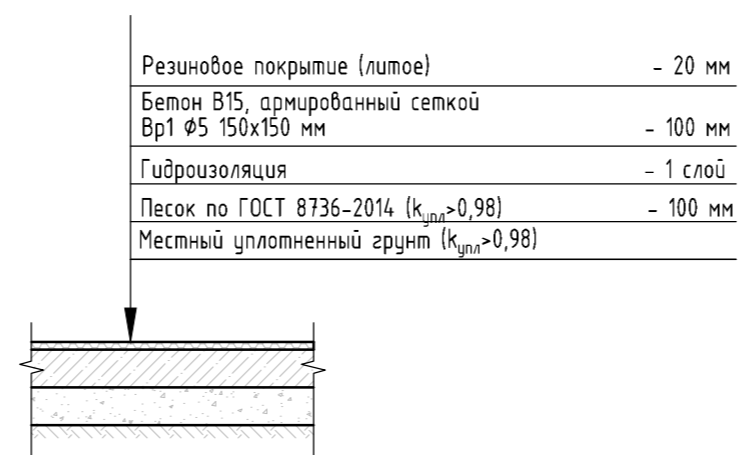 Резиновое покрытие (литое) - 20 мм
Бетон В15, армированный сеткой
Вр1 Ф5 150х150 мм - 100 мм
Гидроизоляция - 1 слой
Песок по ГОСТ 8736-2014 (kупл>0,98) - 100 мм
Местный уплотненный грунт (kупл>0,98)